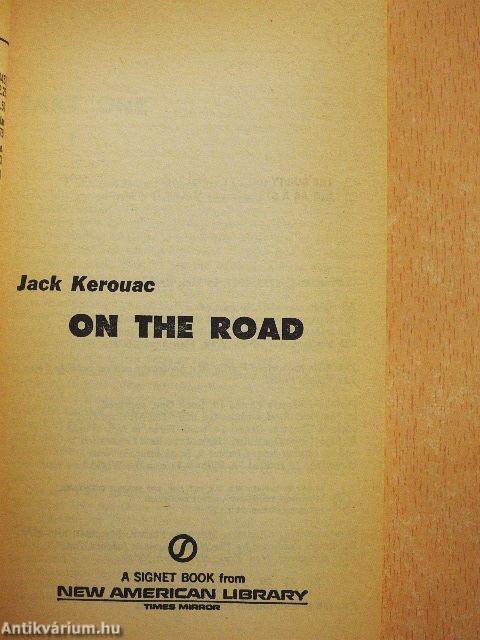 Jack Kerouac
ON THE ROAD
A SIGNET BOOK from
NEW AMERICAN LIBRARY
TIMES MIRROR
Antikvárium.hu